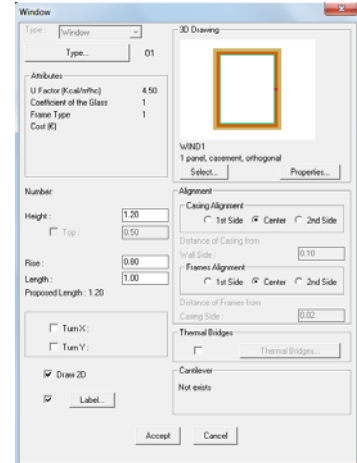 Window
Type : Window
Type... 01
Attributes
U Factor (Kcal/m²hc) 4.50
Coefficient of the Glass 1
Frame Type 1
Cost (€)
Number:
Height : 1.20
Top : 0.50
Rise : 0.80
Length : 1.00
Proposed Length : 1.20
Turn X :
Turn Y :
Draw 2D
Label...
3D Drawing
WIND1
1 panel, casement, orthogonal
Select... Properties...
Alignment
Casing Alignment
1st Side Center 2nd Side
Distance of Casing from
Wall Side : 0.10
Frames Alignment
1st Side Center 2nd Side
Distance of Frames from
Casing Side : 0.02
Thermal Bridges
Thermal Bridges...
Cantilever
Not exists
Accept Cancel